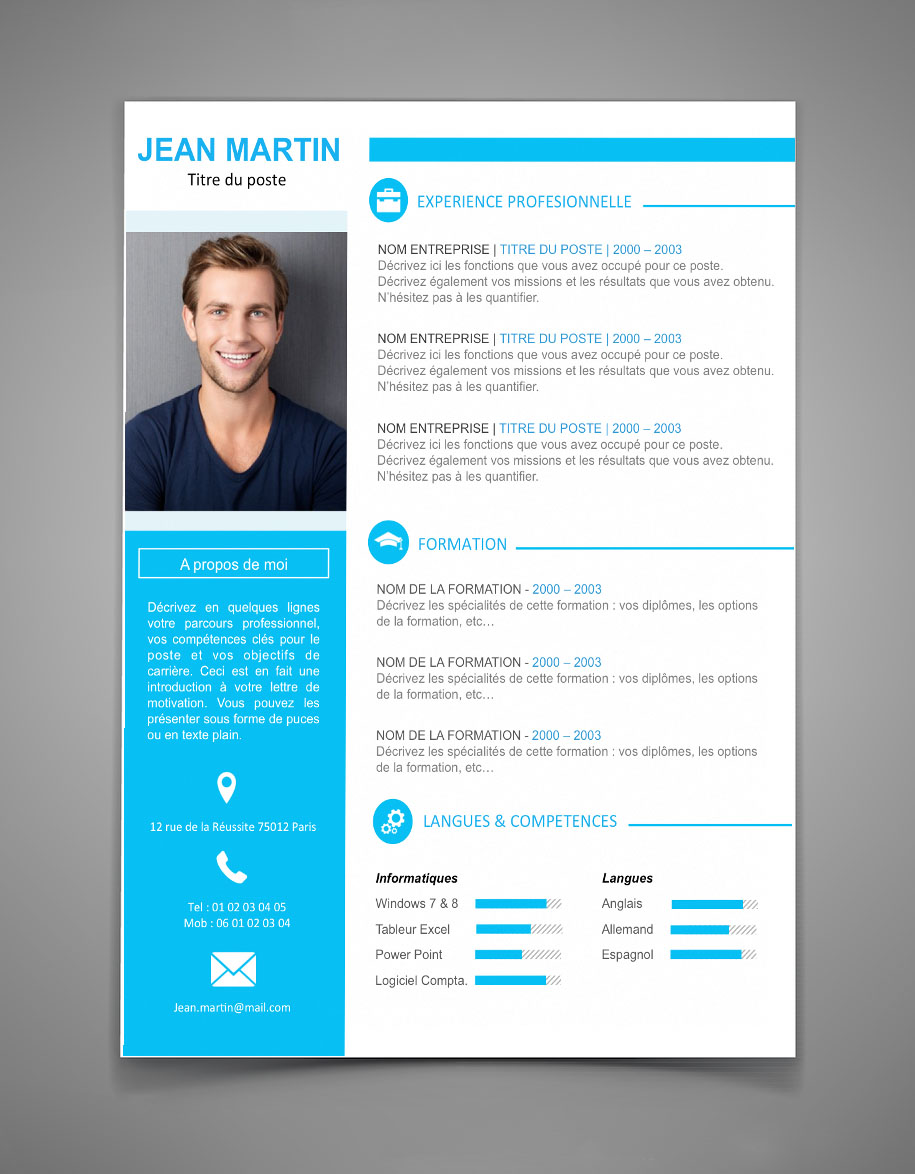 JEAN MARTIN
Titre du poste
A propos de moi
Décrivez en quelques lignes
votre parcours professionnel,
vos compétences clés pour le
poste et vos objectifs de
carrière. Ceci est en fait une
introduction à votre lettre de
motivation. Vous pouvez les
présenter sous forme de puces
ou en texte plain.
12 rue de la Réussite 75012 Paris
Tel : 01 02 03 04 05
Mob : 06 01 02 03 04
Jean.martin@mail.com
EXPERIENCE PROFESIONNELLE
NOM ENTREPRISE | TITRE DU POSTE | 2000 – 2003
Décrivez ici les fonctions que vous avez occupé pour ce poste.
Décrivez également vos missions et les résultats que vous avez obtenu.
N'hésitez pas à les quantifier.
NOM ENTREPRISE | TITRE DU POSTE | 2000 – 2003
Décrivez ici les fonctions que vous avez occupé pour ce poste.
Décrivez également vos missions et les résultats que vous avez obtenu.
N'hésitez pas à les quantifier.
NOM ENTREPRISE | TITRE DU POSTE | 2000 – 2003
Décrivez ici les fonctions que vous avez occupé pour ce poste.
Décrivez également vos missions et les résultats que vous avez obtenu.
N'hésitez pas à les quantifier.
FORMATION
NOM DE LA FORMATION - 2000 – 2003
Décrivez les spécialités de cette formation : vos diplômes, les options
de la formation, etc…
NOM DE LA FORMATION - 2000 – 2003
Décrivez les spécialités de cette formation : vos diplômes, les options
de la formation, etc…
NOM DE LA FORMATION - 2000 – 2003
Décrivez les spécialités de cette formation : vos diplômes, les options
de la formation, etc…
LANGUES & COMPETENCES
Informatiques
Windows 7 & 8
Tableur Excel
Power Point
Logiciel Compta.
Langues
Anglais
Allemand
Espagnol